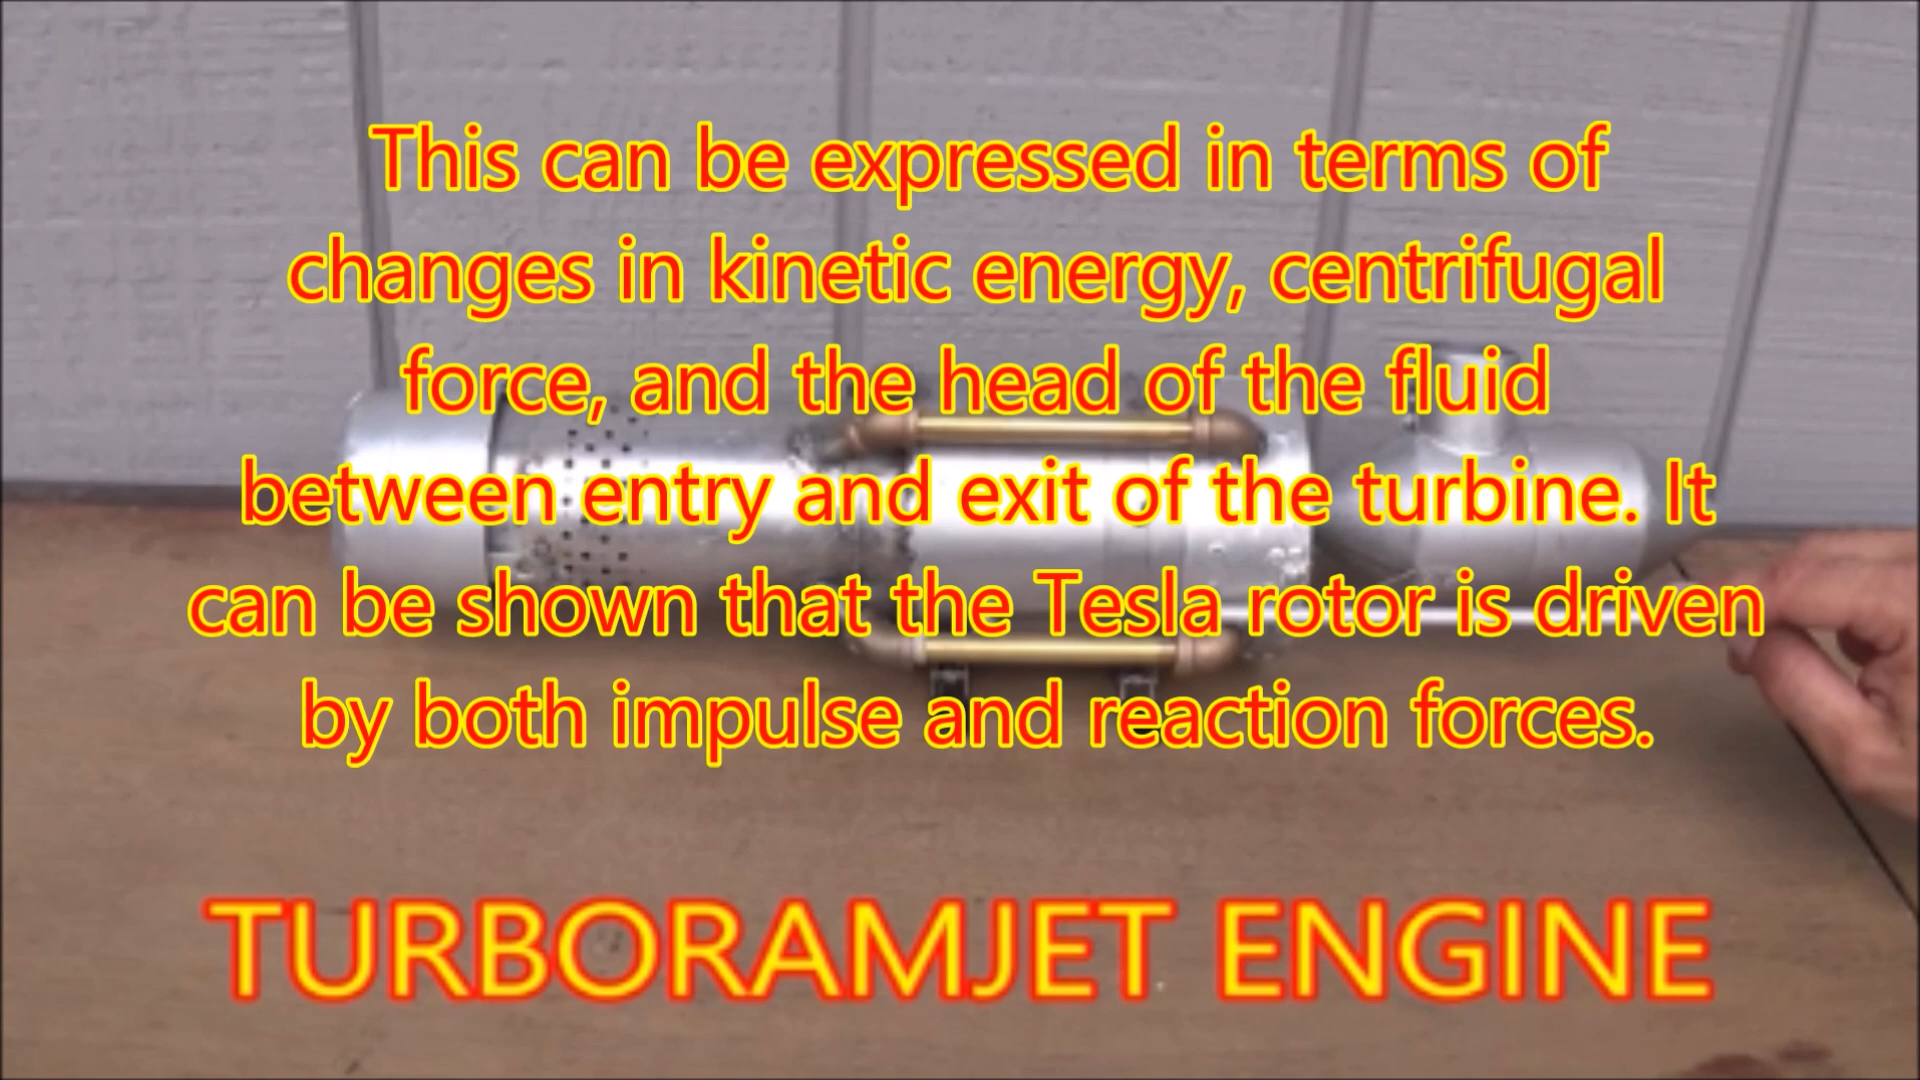 This can be expressed in terms of
changes in kinetic energy, centrifugal
force, and the head of the fluid
between entry and exit of the turbine. It
can be shown that the Tesla rotor is driven
by both impulse and reaction forces.
TURBORAMJET ENGINE